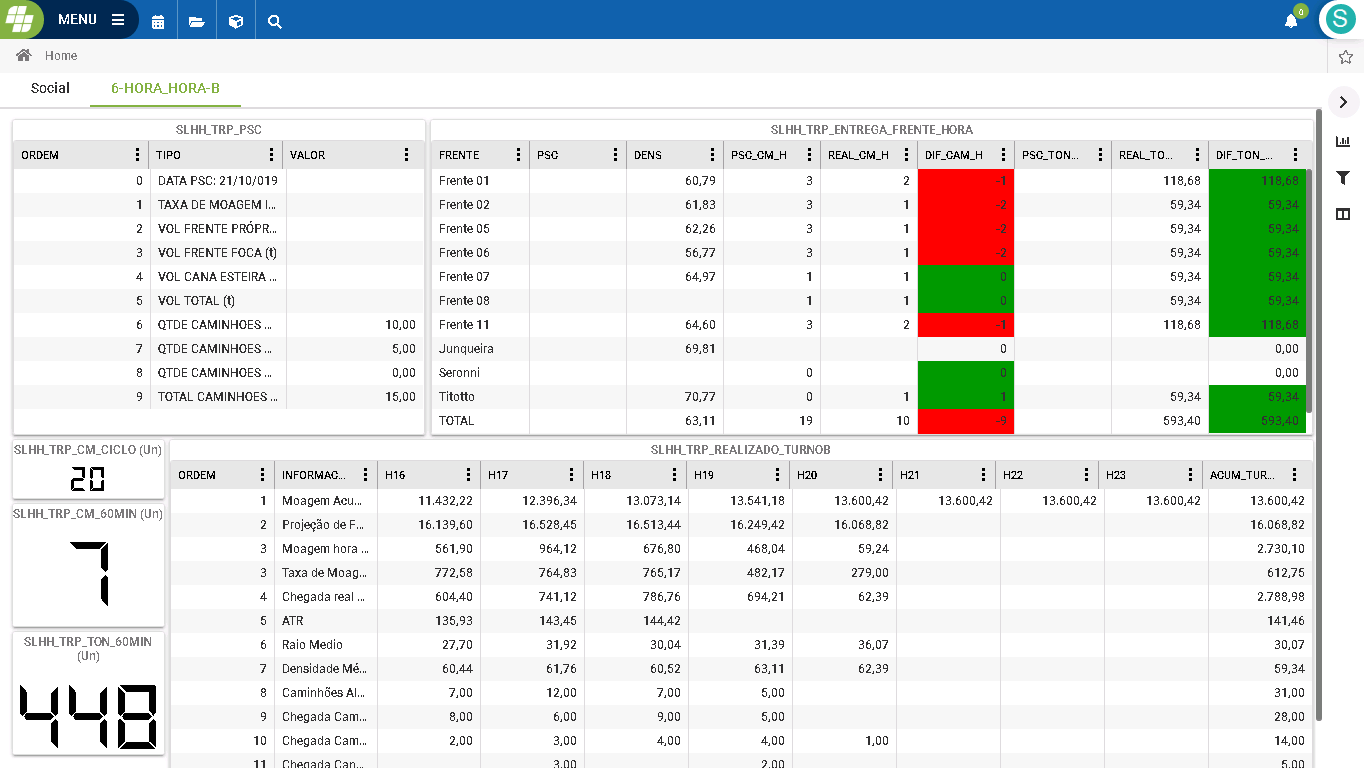 MENU
0
S
Home
Social 6-HORA_HORA-B
SLHH_TRP_PSC
ORDEM TIPO VALOR
0 DATA PSC: 21/10/019
1 TAXA DE MOAGEM I...
2 VOL FRENTE PRÓPR...
3 VOL FRENTE FOCA (t)
4 VOL CANA ESTEIRA ...
5 VOL TOTAL (t)
6 QTDE CAMINHOES ... 10,00
7 QTDE CAMINHOES ... 5,00
8 QTDE CAMINHOES ... 0,00
9 TOTAL CAMINHOES ... 15,00
SLHH_TRP_ENTREGA_FRENTE_HORA
FRENTE PSC DENS PSC_CM_H REAL_CM_H DIF_CAM_H PSC_TON... REAL_TO... DIF_TON_...
Frente 01 60,79 3 2 -1 118,68 118,68
Frente 02 61,83 3 1 -2 59,34 59,34
Frente 05 62,26 3 1 -2 59,34 59,34
Frente 06 56,77 3 1 -2 59,34 59,34
Frente 07 64,97 1 1 0 59,34 59,34
Frente 08 1 1 0 59,34 59,34
Frente 11 64,60 3 2 -1 118,68 118,68
Junqueira 69,81 0 0,00
Seronni 0 0 0,00
Titotto 70,77 0 1 1 59,34 59,34
TOTAL 63,11 19 10 -9 593,40 593,40
SLHH_TRP_CM_CICLO (Un)
20
SLHH_TRP_CM_60MIN (Un)
7
SLHH_TRP_TON_60MIN
(Un)
448
SLHH_TRP_REALIZADO_TURNOB
ORDEM INFORMAC... H16 H17 H18 H19 H20 H21 H22 H23 ACUM_TUR...
1 Moagem Acu... 11.432,22 12.396,34 13.073,14 13.541,18 13.600,42 13.600,42 13.600,42 13.600,42 13.600,42
2 Projeção de F... 16.139,60 16.528,45 16.513,44 16.249,42 16.068,82 16.068,82
3 Moagem hora ... 561,90 964,12 676,80 468,04 59,24 2.730,10
3 Taxa de Moag... 772,58 764,83 765,17 482,17 279,00 612,75
4 Chegada real ... 604,40 741,12 786,76 694,21 62,39 2.788,98
5 ATR 135,93 143,45 144,42 141,46
6 Raio Medio 27,70 31,92 30,04 31,39 36,07 30,07
7 Densidade Mé... 60,44 61,76 60,52 63,11 62,39 59,34
8 Caminhões Al... 7,00 12,00 7,00 5,00 31,00
9 Chegada Cam... 8,00 6,00 9,00 5,00 28,00
10 Chegada Cam... 2,00 3,00 4,00 4,00 1,00 14,00
11 Chegada Can... 3,00 2,00 5,00